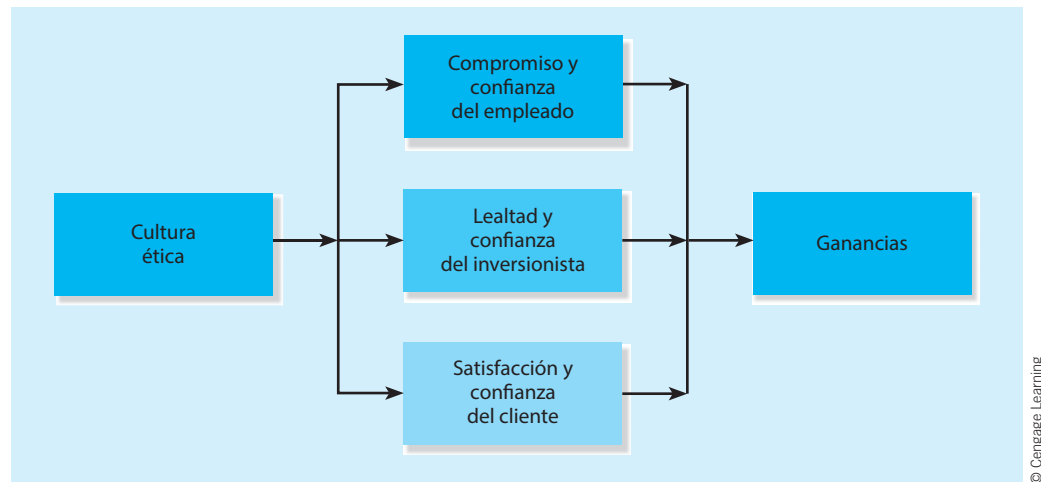 Compromiso y
confianza
del empleado
Cultura
ética
Lealtad y
confianza
del inversionista
Ganancias
Satisfacción y
confianza
del cliente
© Cengage Learning